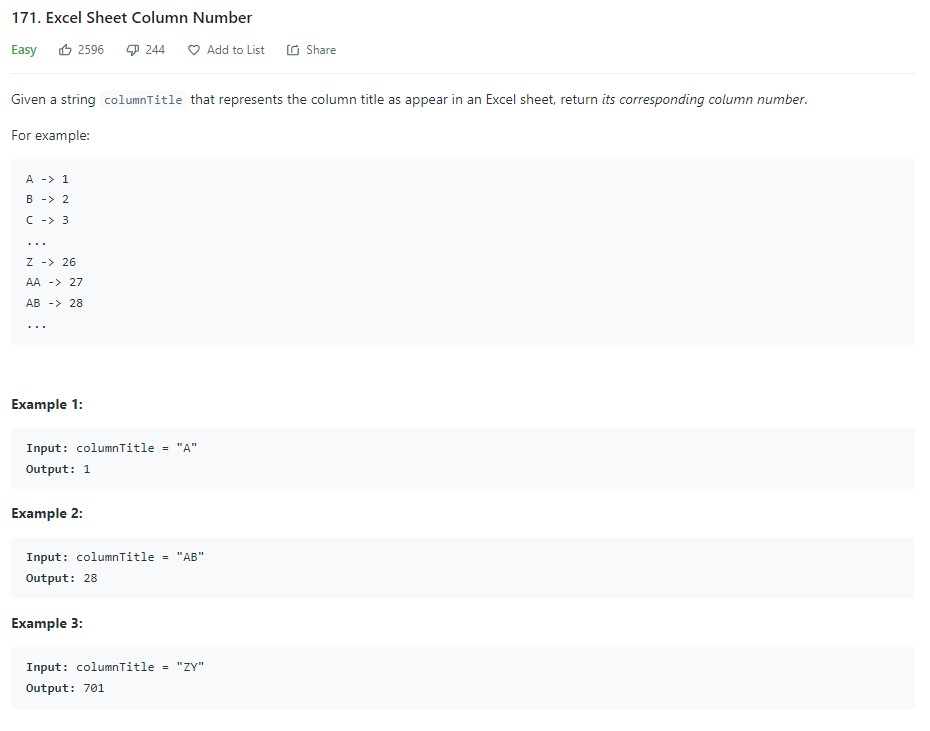 171. Excel Sheet Column Number
Easy 2596 244 Add to List Share
Given a string columnTitle that represents the column title as appear in an Excel sheet, return its corresponding column number.
For example:
A -> 1
B -> 2
C -> 3
...
Z -> 26
AA -> 27
AB -> 28
...
Example 1:
Input: columnTitle = "A"
Output: 1
Example 2:
Input: columnTitle = "AB"
Output: 28
Example 3:
Input: columnTitle = "ZY"
Output: 701